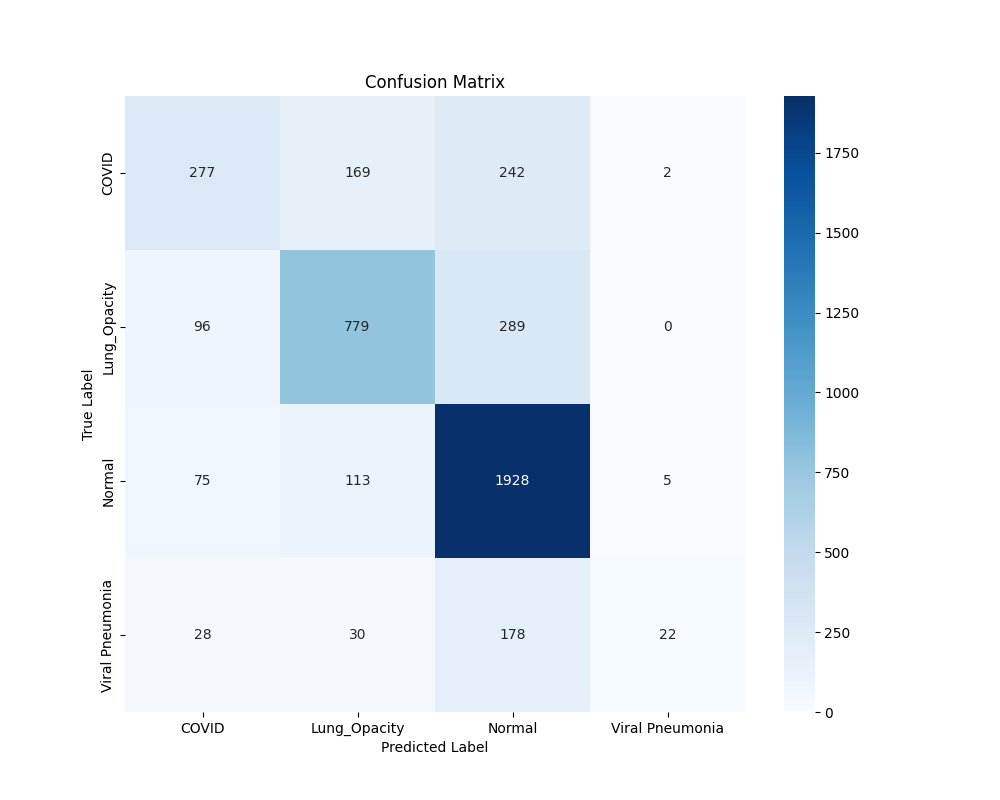 Confusion Matrix
COVID
277 169 242 2
Lung_Opacity
96 779 289 0
Normal
75 113 1928 5
Viral Pneumonia
28 30 178 22
True Label
COVID Lung_Opacity Normal Viral Pneumonia
Predicted Label
1750
1500
1250
1000
750
500
250
0